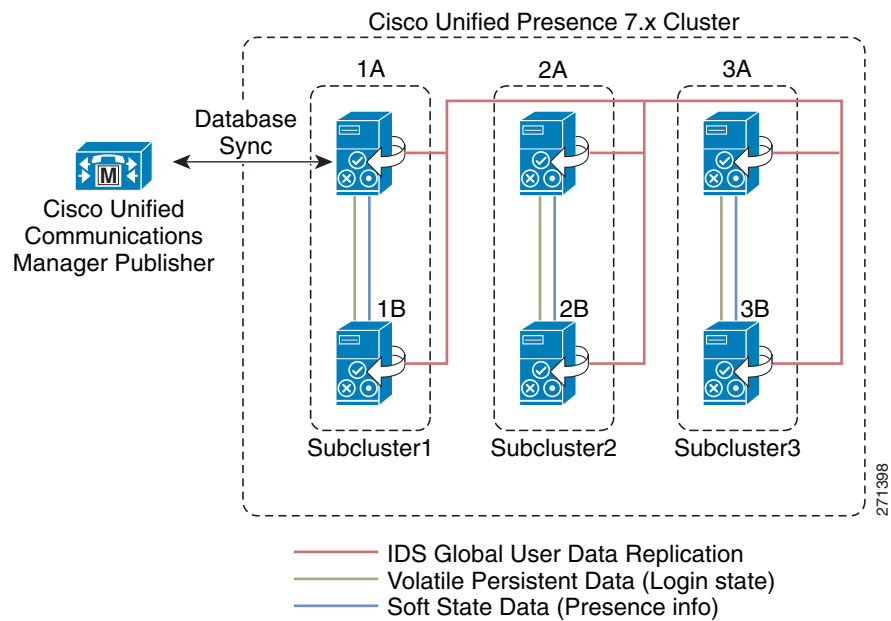 Cisco Unified Presence 7.x Cluster
1A
2A
3A
Database
Sync
M
Cisco Unified
Communications
Manager Publisher
1B
2B
3B
Subcluster1
Subcluster2
Subcluster3
271398
IDS Global User Data Replication
Volatile Persistent Data (Login state)
Soft State Data (Presence info)